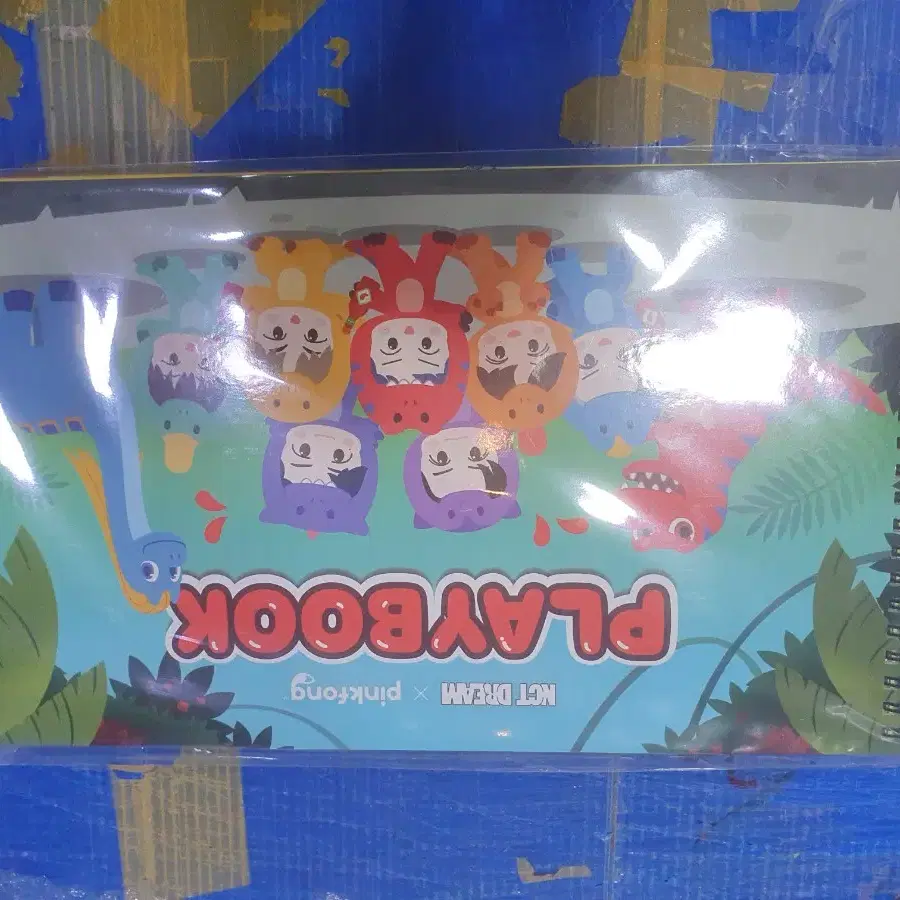 NCT DREAM × pinkfong
PLAYBOOK